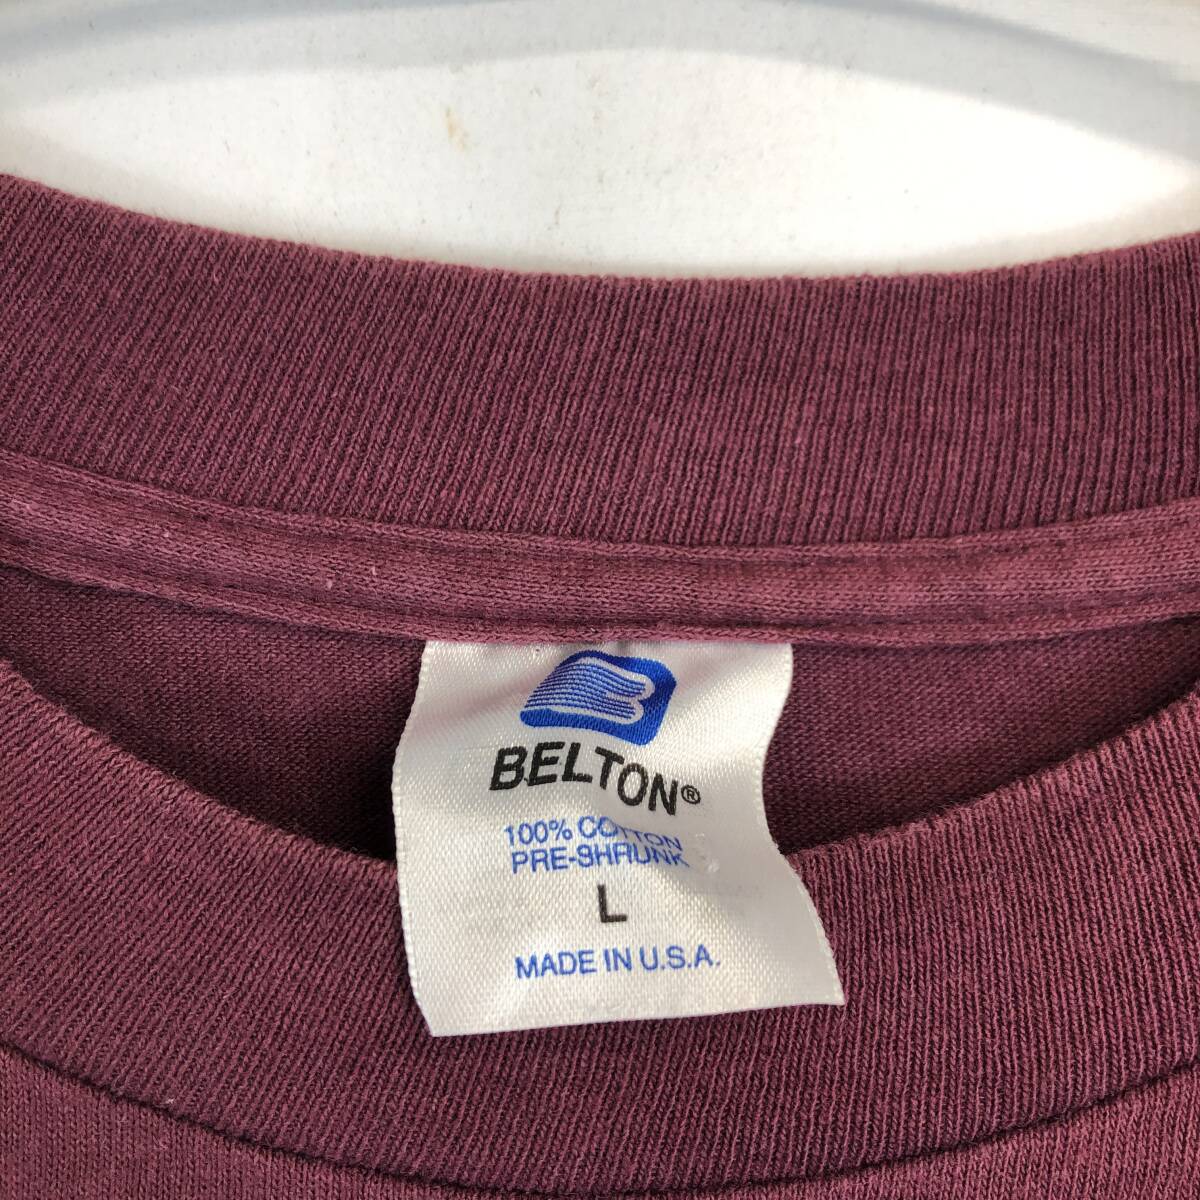 BELTON®
100% COTTON
PRE-SHRUNK
L
MADE IN U.S.A.